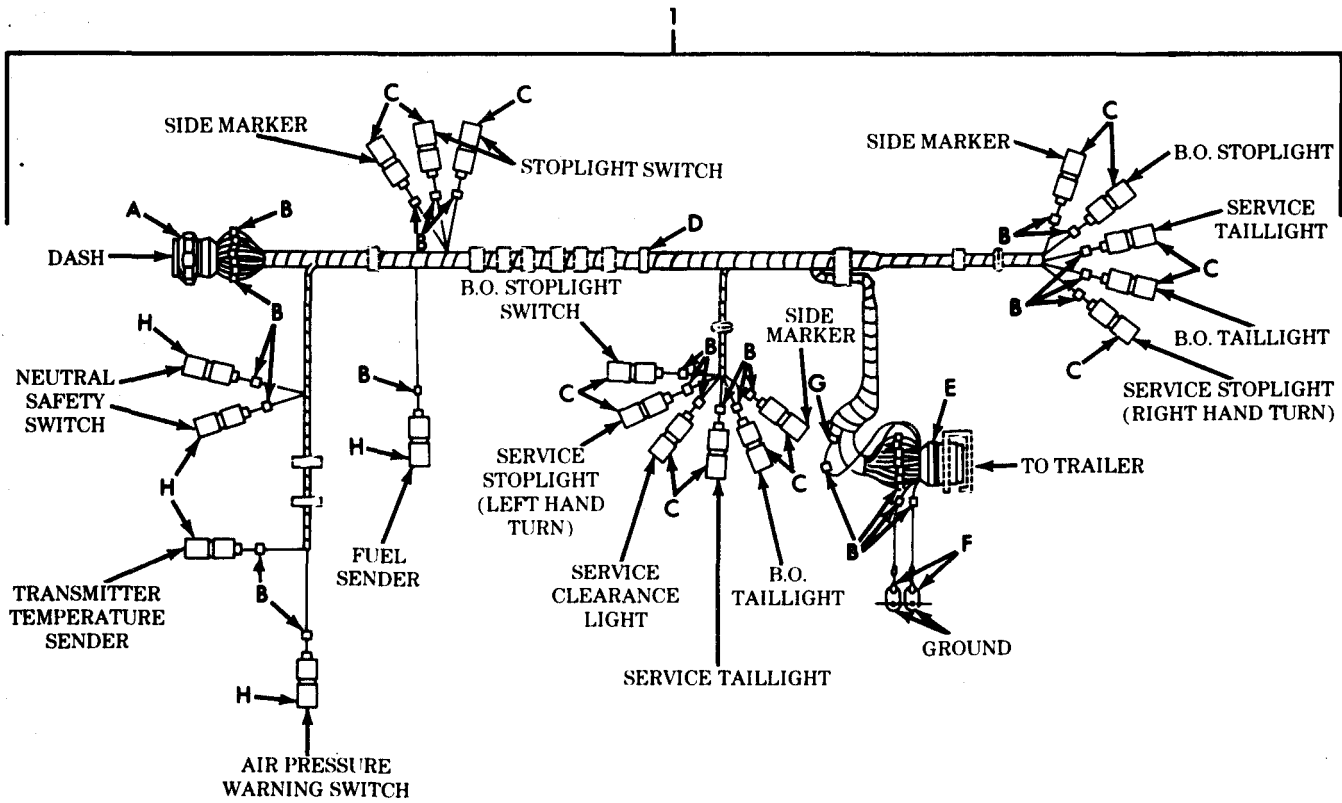 1
C
C
SIDE MARKER
STOPLIGHT SWITCH
SIDE MARKER
C
B.O. STOPLIGHT
A
B
B
D
B
SERVICE
TAILLIGHT
DASH
C
B
B.O. STOPLIGHT
SWITCH
B
B.O. TAILLIGHT
H
NEUTRAL
SAFETY
SWITCH
B
C
B
B
SIDE
MARKER
C
SERVICE STOPLIGHT
(RIGHT HAND TURN)
G
E
H
SERVICE
STOPLIGHT
(LEFT HAND
TURN)
C
C
TO TRAILER
H
B
F
FUEL
SENDER
TRANSMITTER
TEMPERATURE
SENDER
B
SERVICE
CLEARANCE
LIGHT
B.O.
TAILLIGHT
GROUND
SERVICE TAILLIGHT
H
AIR PRESSURE
WARNING SWITCH